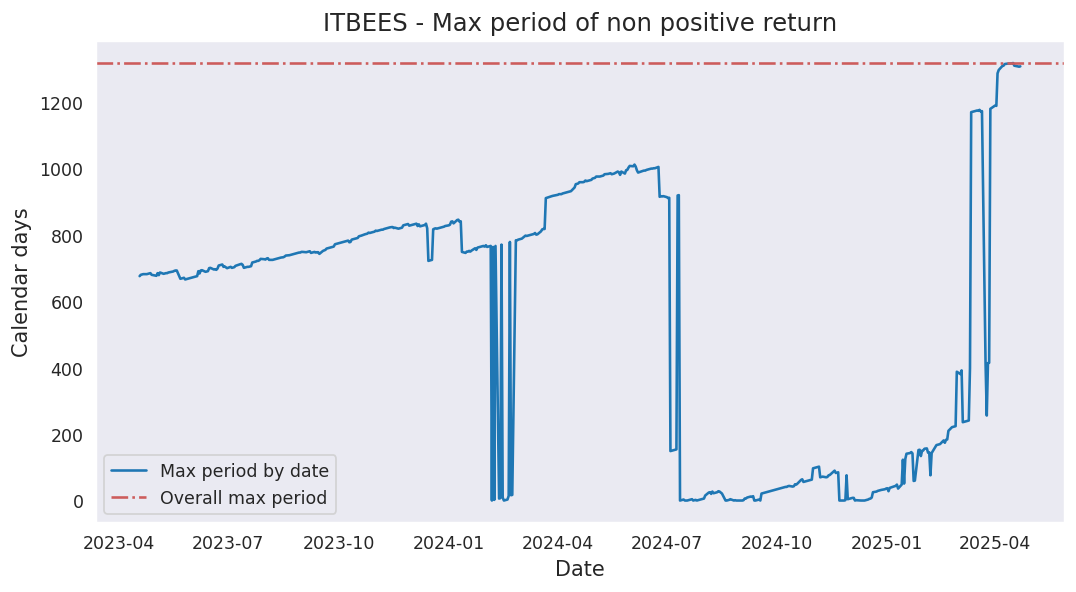 ITBEES - Max period of non positive return
Calendar days
1200
1000
800
600
400
200
0
Max period by date
Overall max period
2023-04 2023-07 2023-10 2024-01 2024-04 2024-07 2024-10 2025-01 2025-04
Date